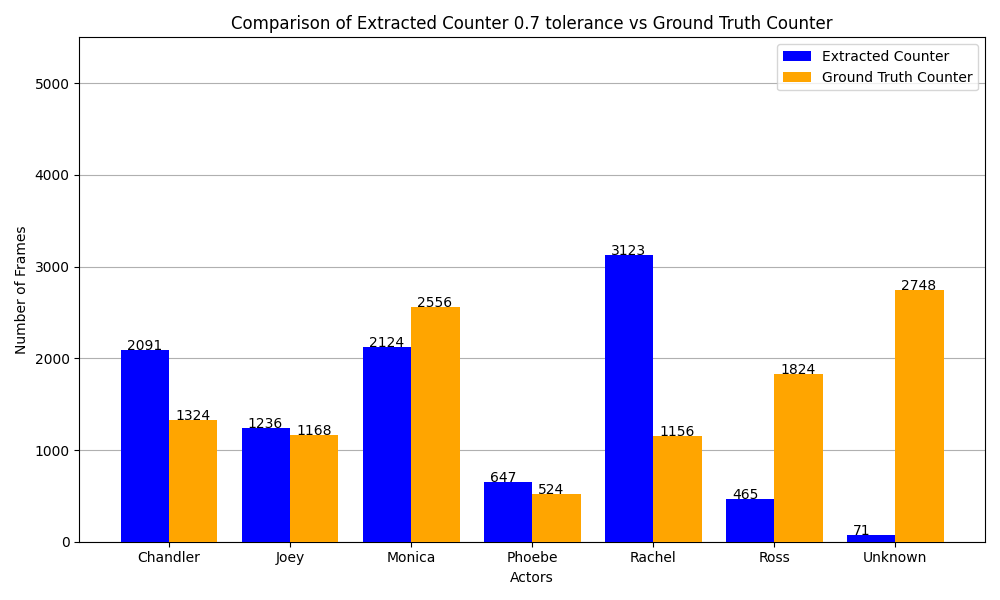 Comparison of Extracted Counter 0.7 tolerance vs Ground Truth Counter
Extracted Counter
Ground Truth Counter
Number of Frames
5000
4000
3000
2000
1000
0
2091
1324
1236
1168
2124
2556
647
524
3123
1156
465
1824
71
2748
Chandler
Joey
Monica
Phoebe
Rachel
Ross
Unknown
Actors